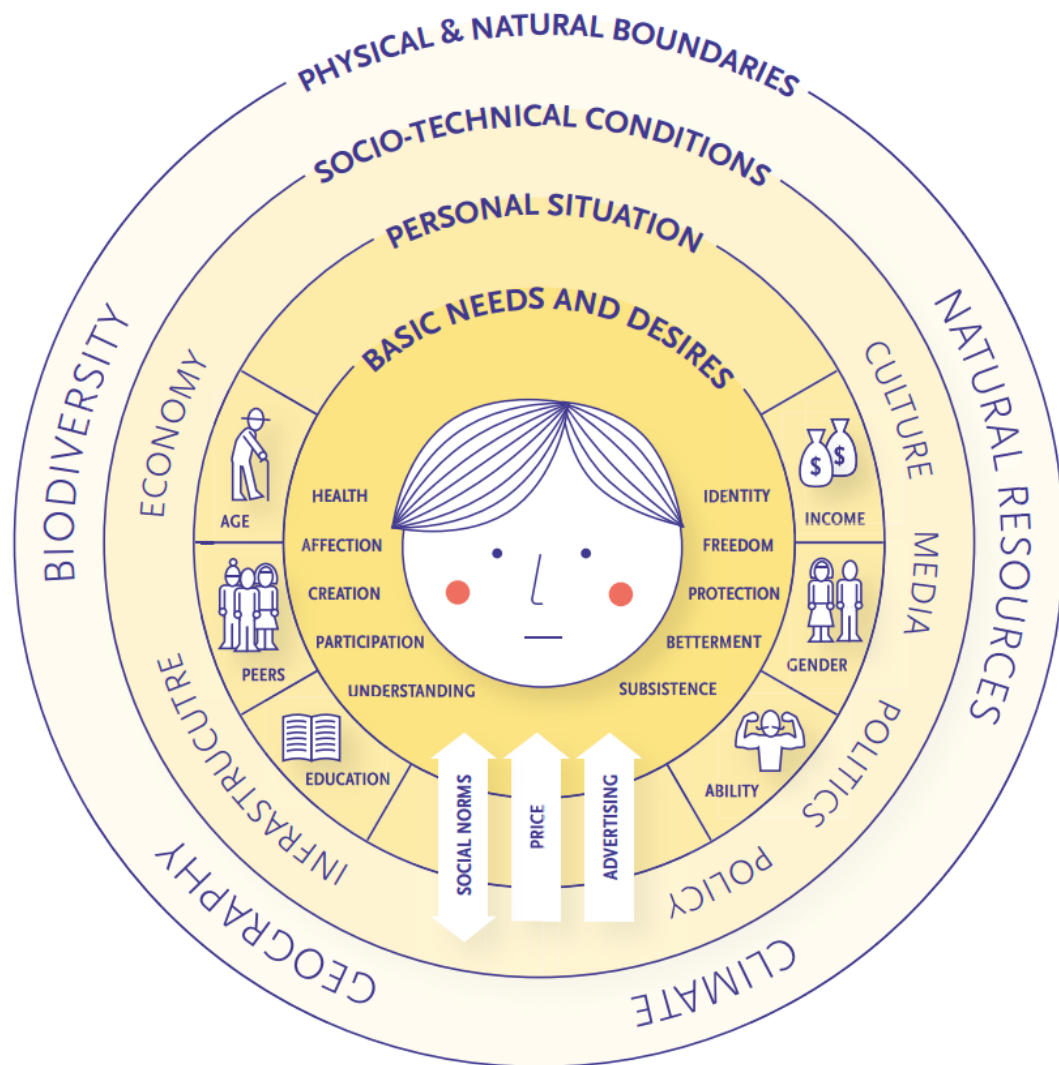 PHYSICAL & NATURAL BOUNDARIES
SOCIO-TECHNICAL CONDITIONS
PERSONAL SITUATION
BASIC NEEDS AND DESIRES
BIODIVERSITY
GEOGRAPHY
CLIMATE
NATURAL RESOURCES
ECONOMY
INFRASTRUCUTRE
POLICY
POLITICS
MEDIA
CULTURE
AGE
PEERS
EDUCATION
$ $
INCOME
GENDER
ABILITY
HEALTH
AFFECTION
CREATION
PARTICIPATION
UNDERSTANDING
IDENTITY
FREEDOM
PROTECTION
BETTERMENT
SUBSISTENCE
SOCIAL NORMS
PRICE
ADVERTISING